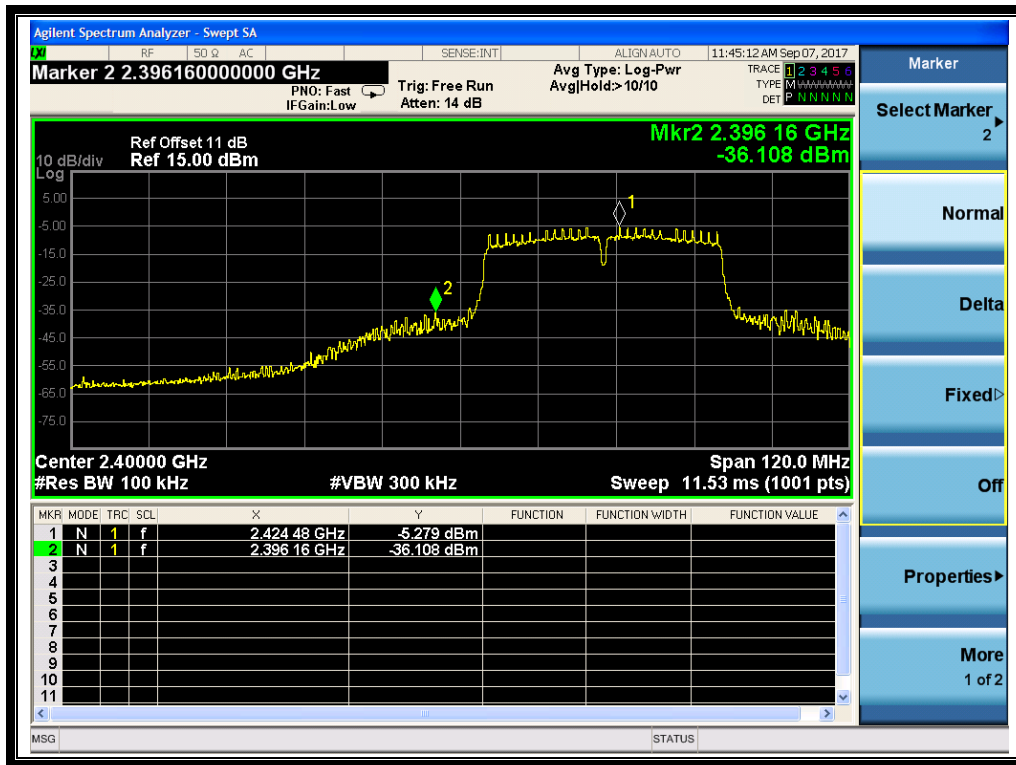 Agilent Spectrum Analyzer - Swept SA
LXI RF 50 Ω AC SENSE:INT ALIGNAUTO 11:45:12 AM Sep 07, 2017
Marker 2 2.396160000000 GHz
PNO: Fast
IFGain:Low
Trig: Free Run
Atten: 14 dB
Avg Type: Log-Pwr
Avg|Hold:>10/10
TRACE 1 2 3 4 5 6
TYPE M
DET P N N N N N
Mkr2 2.396 16 GHz
-36.108 dBm
Ref Offset 11 dB
10 dB/div Ref 15.00 dBm
Log
5.00
-5.00
-15.0
-25.0
-35.0
-45.0
-55.0
-65.0
-75.0
1
2
Center 2.40000 GHz Span 120.0 MHz
#Res BW 100 kHz #VBW 300 kHz Sweep 11.53 ms (1001 pts)
MKR MODE TRC SCL X Y FUNCTION FUNCTION WIDTH FUNCTION VALUE
1 N 1 f 2.424 48 GHz -5.279 dBm
2 N 1 f 2.396 16 GHz -36.108 dBm
3
4
5
6
7
8
9
10
11
MSG STATUS
Marker
Select Marker
2
Normal
Delta
Fixed
Off
Properties
More
1 of 2